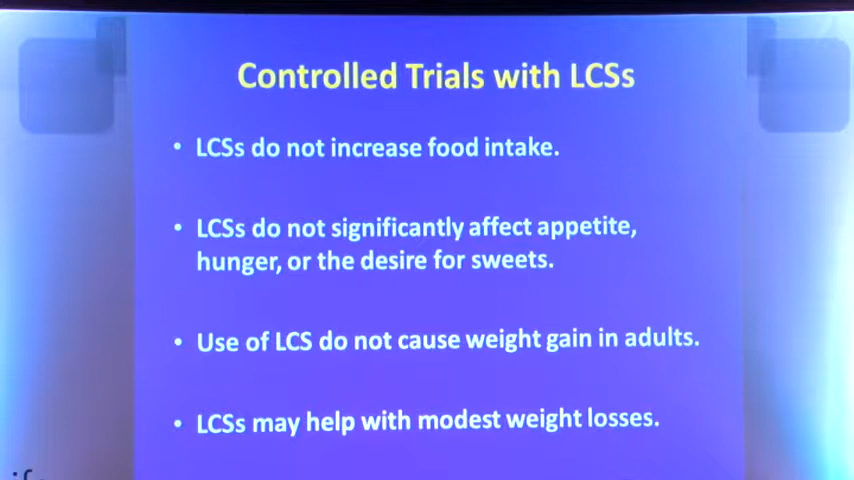 Controlled Trials with LCSs
• LCSs do not increase food intake.
• LCSs do not significantly affect appetite,
hunger, or the desire for sweets.
• Use of LCS do not cause weight gain in adults.
• LCSs may help with modest weight losses.